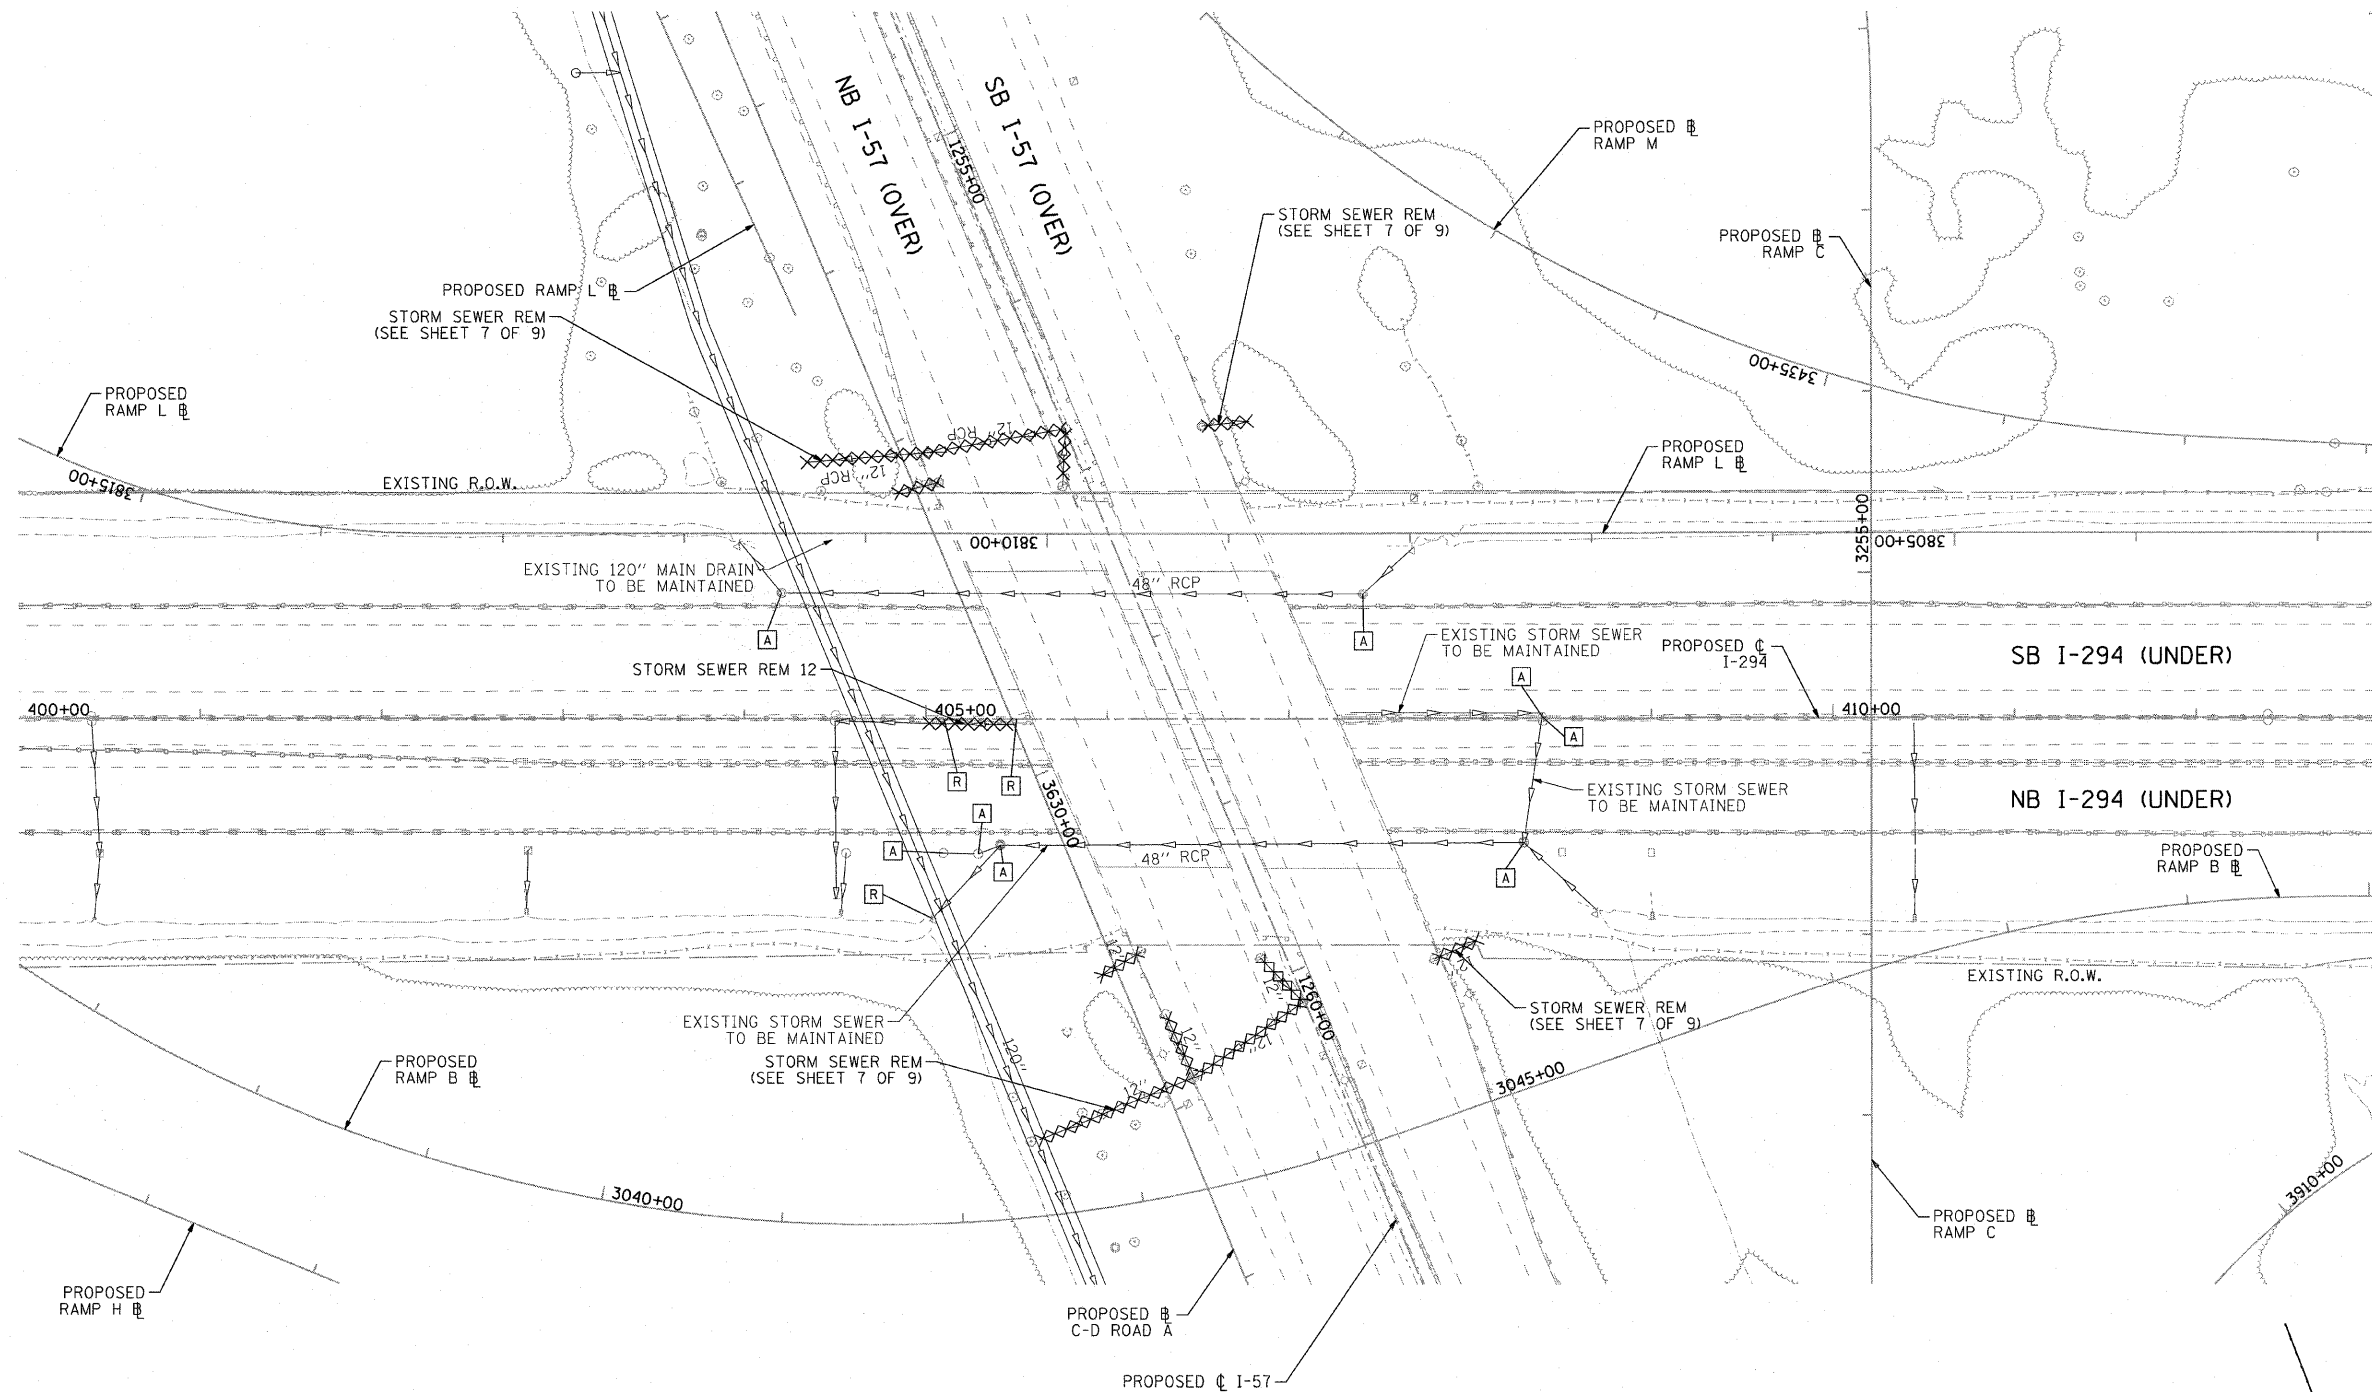 NB I-57 (OVER)
SB I-57 (OVER)
1255+00
PROPOSED ℄ 
RAMP M
STORM SEWER REM
(SEE SHEET 7 OF 9)
PROPOSED
RAMP C
PROPOSED RAMP L
STORM SEWER REM
(SEE SHEET 7 OF 9)
3435+00
PROPOSED
RAMP L
12" RCP
12" RCP
PROPOSED
RAMP L
3815+00
EXISTING R.O.W.
3255+00
3810+00
3805+00
EXISTING 120" MAIN DRAIN
TO BE MAINTAINED
48" RCP
A
A
EXISTING STORM SEWER
TO BE MAINTAINED
PROPOSED ℄
I-294
SB I-294 (UNDER)
STORM SEWER REM 12
A
400+00
405+00
410+00
A
R
R
3630+00
EXISTING STORM SEWER
TO BE MAINTAINED
NB I-294 (UNDER)
A
A
48" RCP
A
A
R
PROPOSED
RAMP B
12"
12"
12"
EXISTING R.O.W.
1260+00
STORM SEWER REM
(SEE SHEET 7 OF 9)
EXISTING STORM SEWER
TO BE MAINTAINED
STORM SEWER REM
(SEE SHEET 7 OF 9)
120"
12"
12"
12"
PROPOSED
RAMP B
3045+00
3040+00
3910+00
PROPOSED
RAMP C
PROPOSED
RAMP H
PROPOSED
C-D ROAD A
PROPOSED ℄ I-57